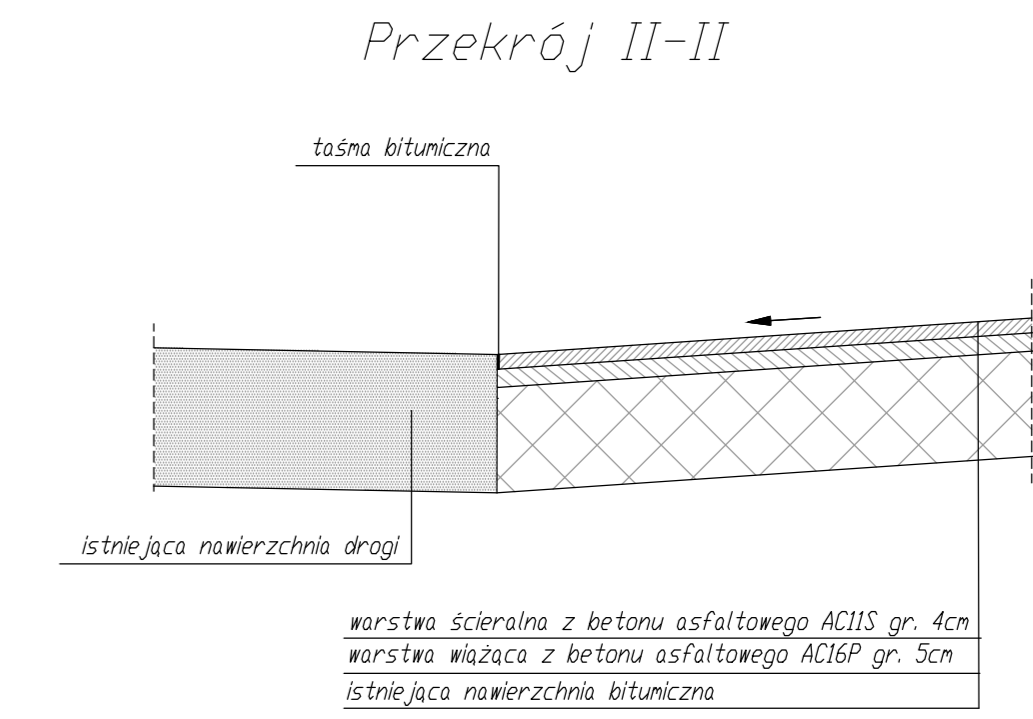 Przekrój II-II
taśma bitumiczna
istniejąca nawierzchnia drogi
warstwa ścieralna z betonu asfaltowego AC11S gr. 4cm
warstwa wiążąca z betonu asfaltowego AC16P gr. 5cm
istniejąca nawierzchnia bitumiczna